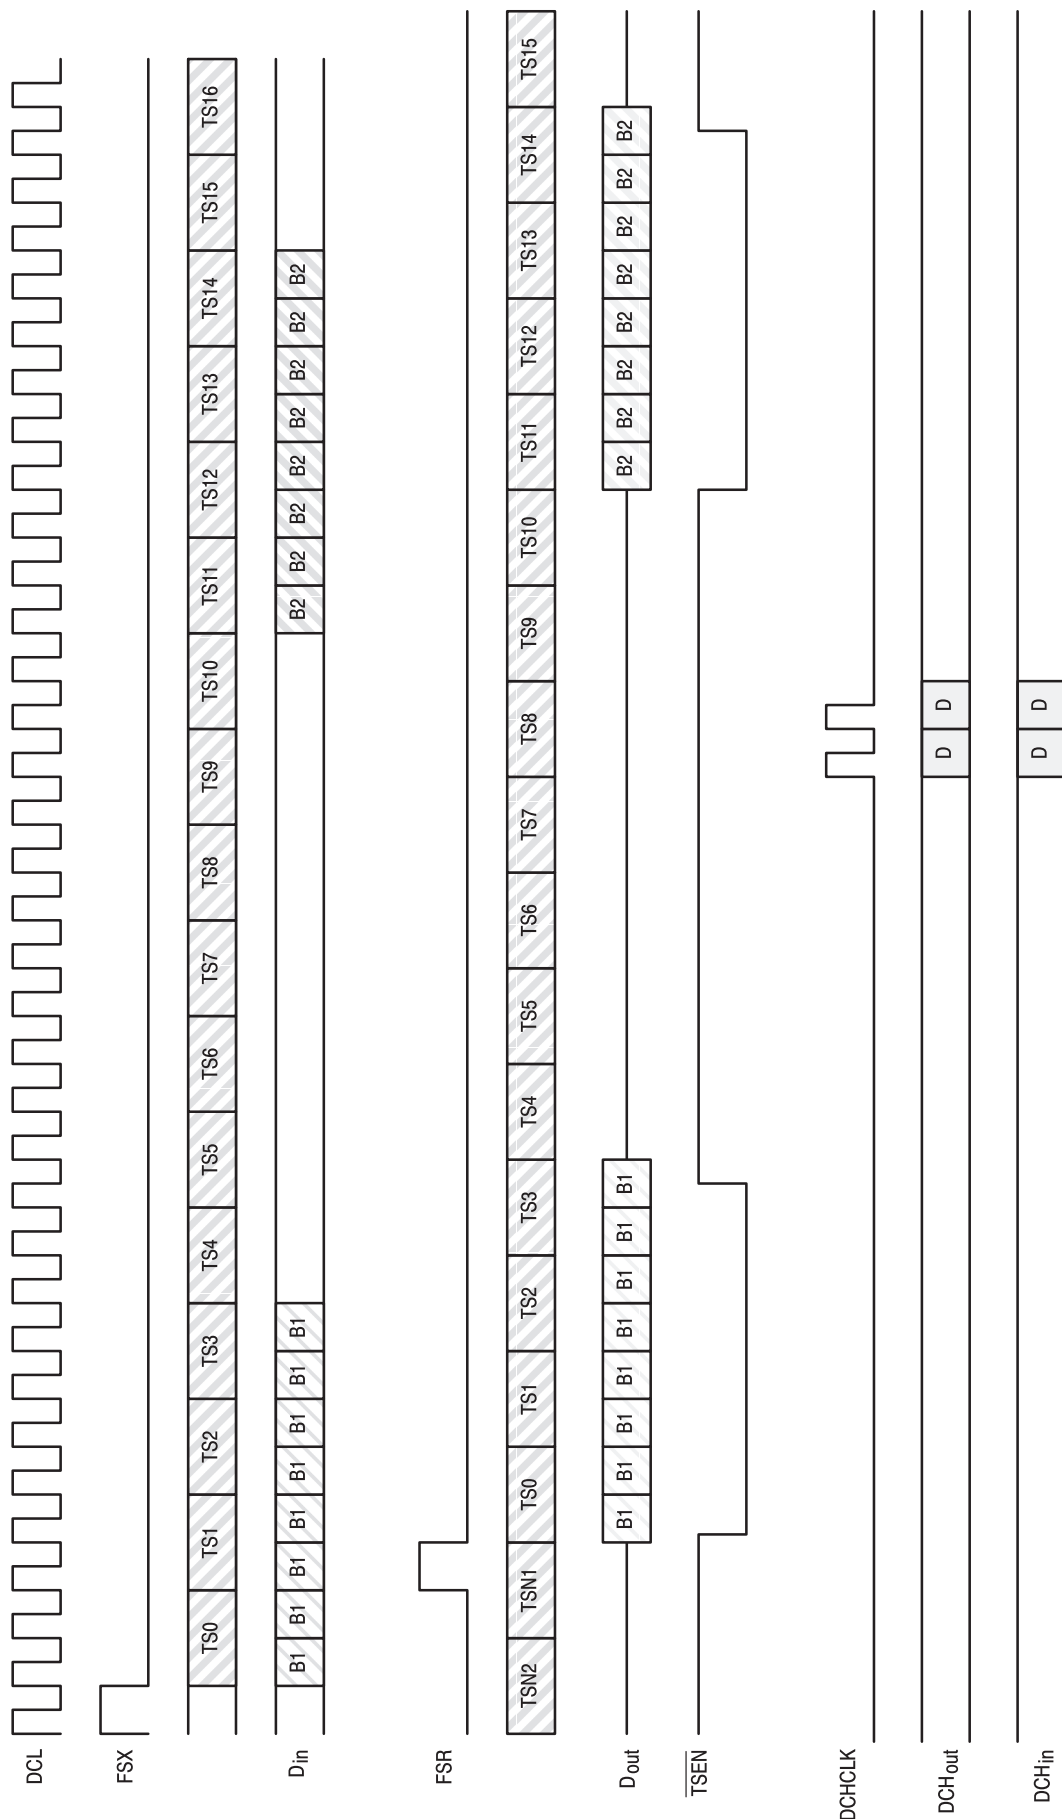 DCL
FSX
TS0 TS1 TS2 TS3 TS4 TS5 TS6 TS7 TS8 TS9 TS10 TS11 TS12 TS13 TS14 TS15 TS16
Din B1 B1 B1 B1 B1 B1 B1 B1 B2 B2 B2 B2 B2 B2 B2 B2
FSR
TSN2 TSN1 TS0 TS1 TS2 TS3 TS4 TS5 TS6 TS7 TS8 TS9 TS10 TS11 TS12 TS13 TS14 TS15
Dout B1 B1 B1 B1 B1 B1 B1 B1 B2 B2 B2 B2 B2 B2 B2 B2
TSEN
DCHCLK
DCHout D D
DCHin D D